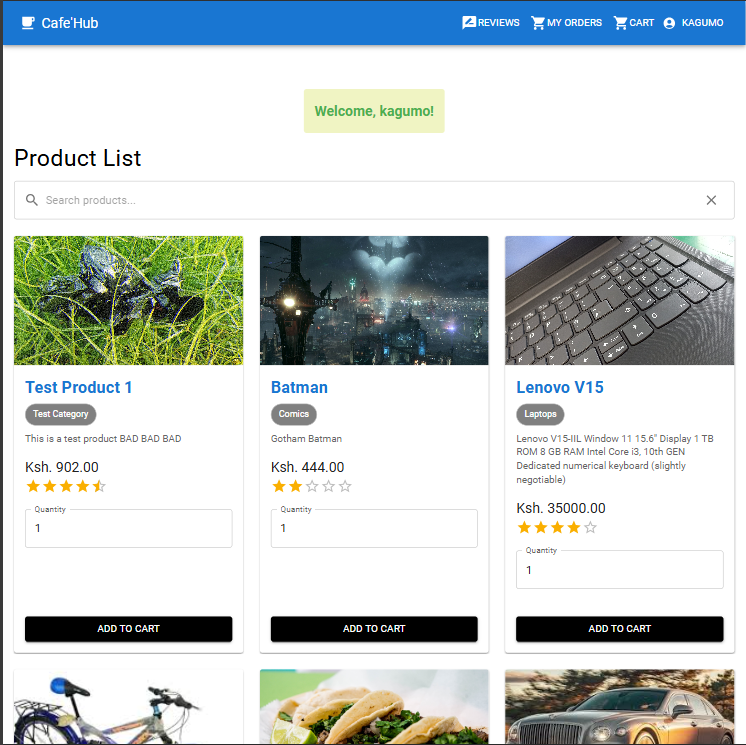 Cafe'Hub
REVIEWS
MY ORDERS
CART
KAGUMO
Welcome, kagumo!
Product List
Search products...
Test Product 1
Test Category
This is a test product BAD BAD BAD
Ksh. 902.00
Quantity
1
ADD TO CART
Batman
Comics
Gotham Batman
Ksh. 444.00
Quantity
1
ADD TO CART
Lenovo V15
Laptops
Lenovo V15-IIL Window 11 15.6" Display 1 TB
ROM 8 GB RAM Intel Core i3, 10th GEN
Dedicated numerical keyboard (slightly
negotiable)
Ksh. 35000.00
Quantity
1
ADD TO CART